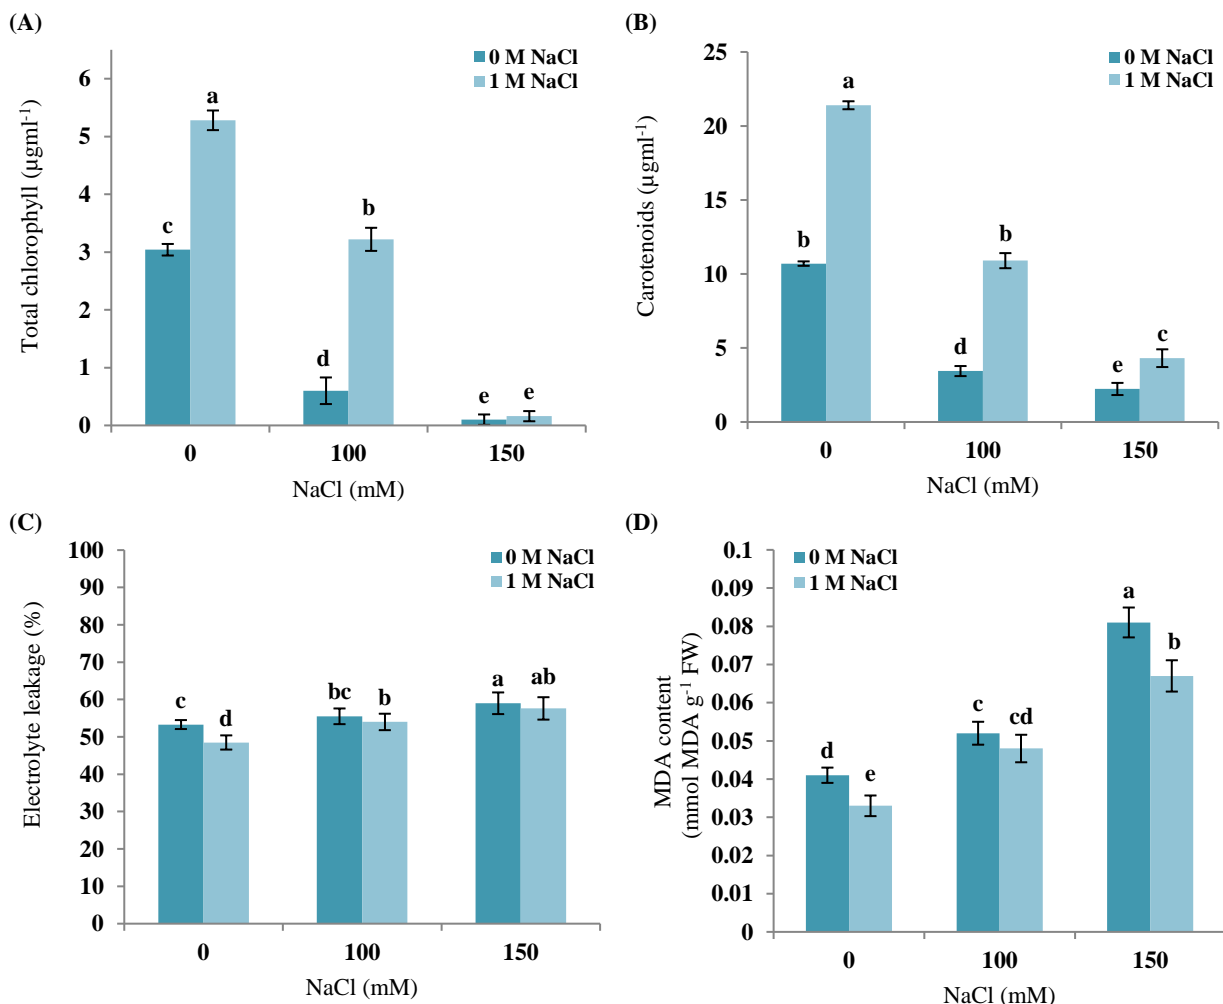 (A)
0 M NaCl
1 M NaCl
Total chlorophyll (µgml-1)
6
5
4
3
2
1
0
c
a
d
b
e
e
0
100
150
NaCl (mM)
(B)
0 M NaCl
1 M NaCl
Carotenoids (µgml-1)
25
20
15
10
5
0
b
a
d
b
e
c
0
100
150
NaCl (mM)
(C)
0 M NaCl
1 M NaCl
Electrolyte leakage (%)
100
90
80
70
60
50
40
30
20
10
0
c
d
bc
b
a
ab
0
100
150
NaCl (mM)
(D)
0 M NaCl
1 M NaCl
MDA content
(mmol MDA g-1 FW)
0.1
0.09
0.08
0.07
0.06
0.05
0.04
0.03
0.02
0.01
0
d
e
c
cd
a
b
0
100
150
NaCl (mM)